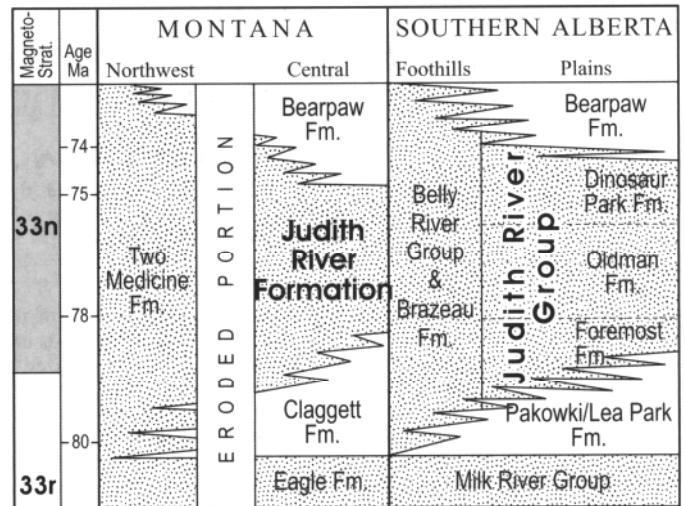 Magneto-
Strat.
Age
Ma
MONTANA
Northwest
Central
SOUTHERN ALBERTA
Foothills
Plains
74
75
78
80
33n
33r
Two
Medicine
Fm.
ERODED PORTION
Bearpaw
Fm.
Judith
River
Formation
Claggett
Fm.
Eagle Fm.
Belly
River
Group
&
Brazeau
Fm.
Judith River
Group
Bearpaw
Fm.
Dinosaur
Park Fm.
Oldman
Fm.
Foremost
Fm
Pakowki/Lea Park
Fm.
Milk River Group